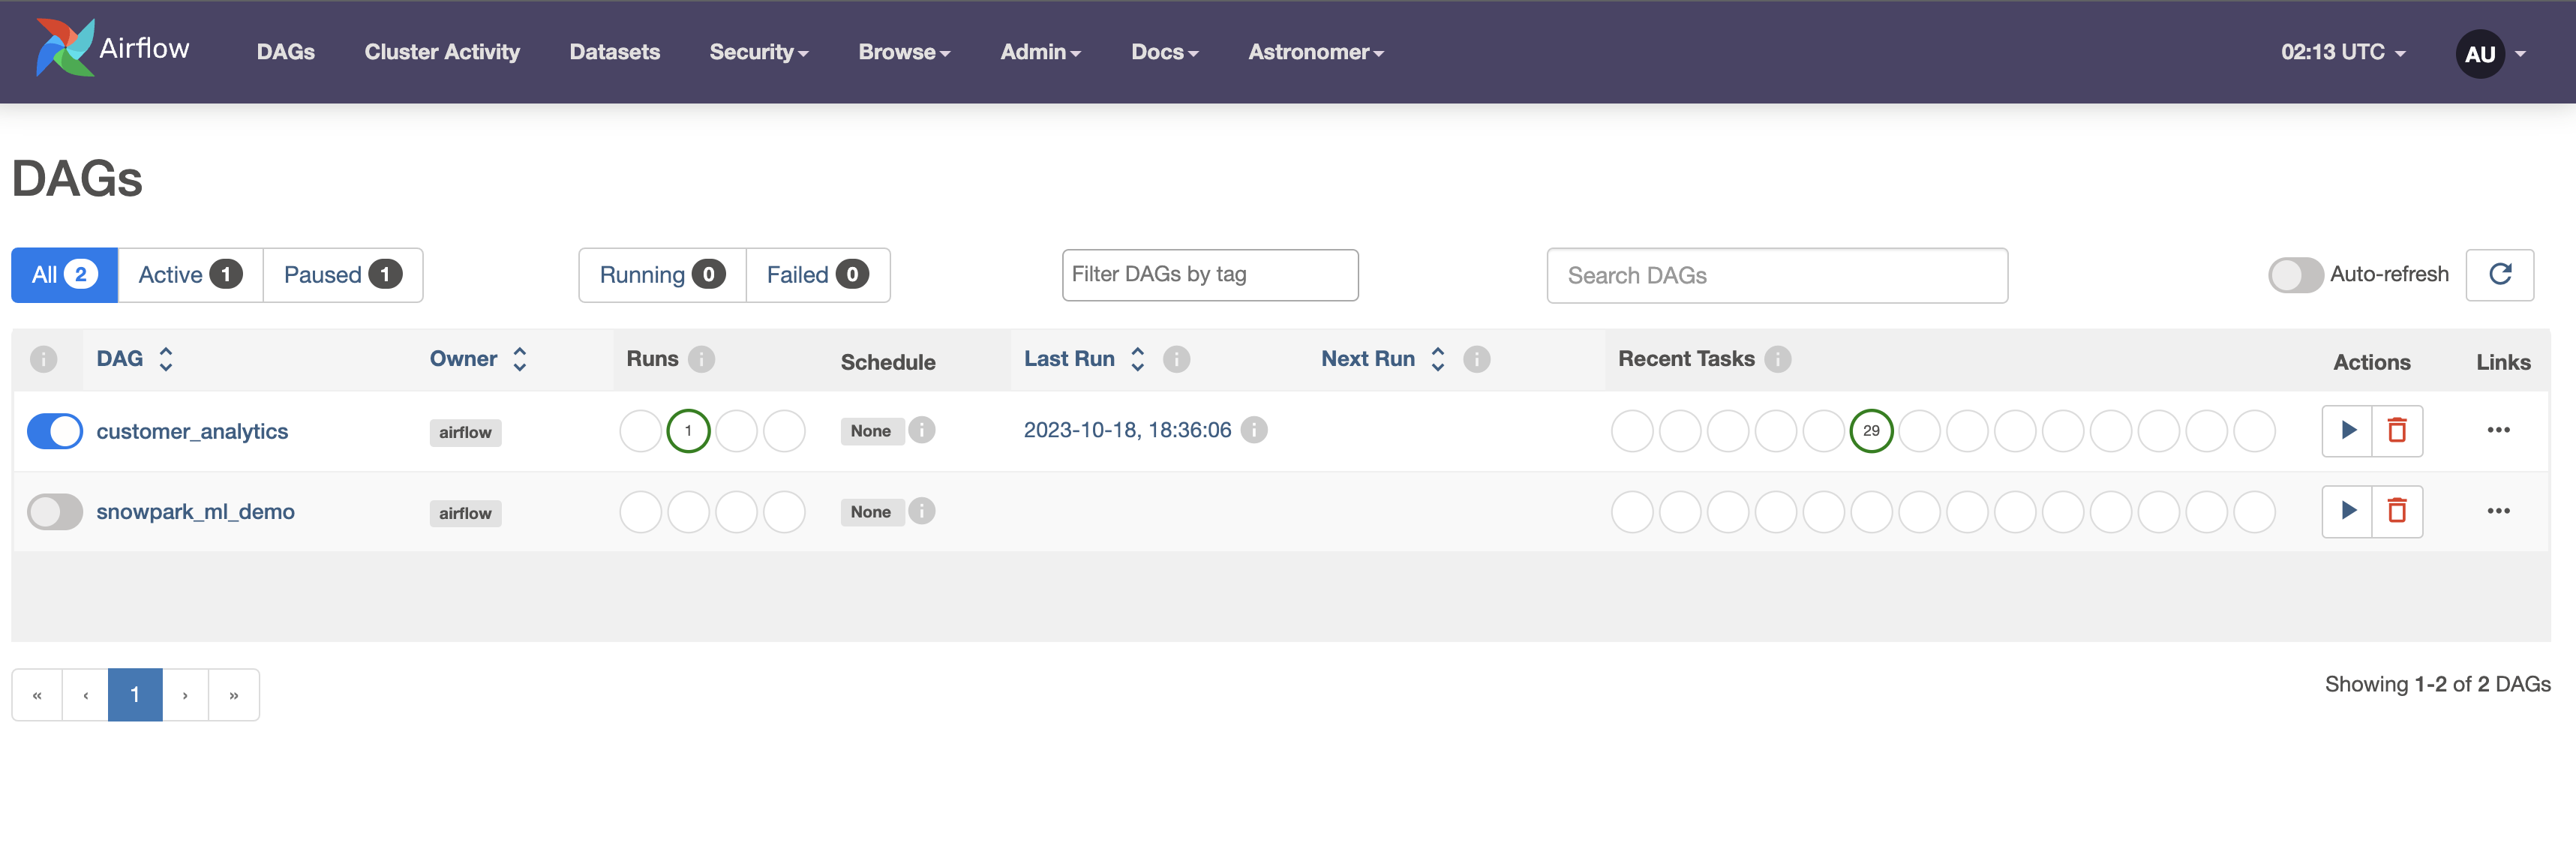 Airflow DAGs Cluster Activity Datasets Security Browse Admin Docs Astronomer 02:13 UTC AU
DAGs
All 2 Active 1 Paused 1 Running 0 Failed 0 Filter DAGs by tag Search DAGs Auto-refresh
i DAG Owner Runs i Schedule Last Run i Next Run i Recent Tasks i Actions Links
customer_analytics airflow 1 None i 2023-10-18, 18:36:06 i 29 •••
snowpark_ml_demo airflow None i •••
« ‹ 1 › » Showing 1-2 of 2 DAGs